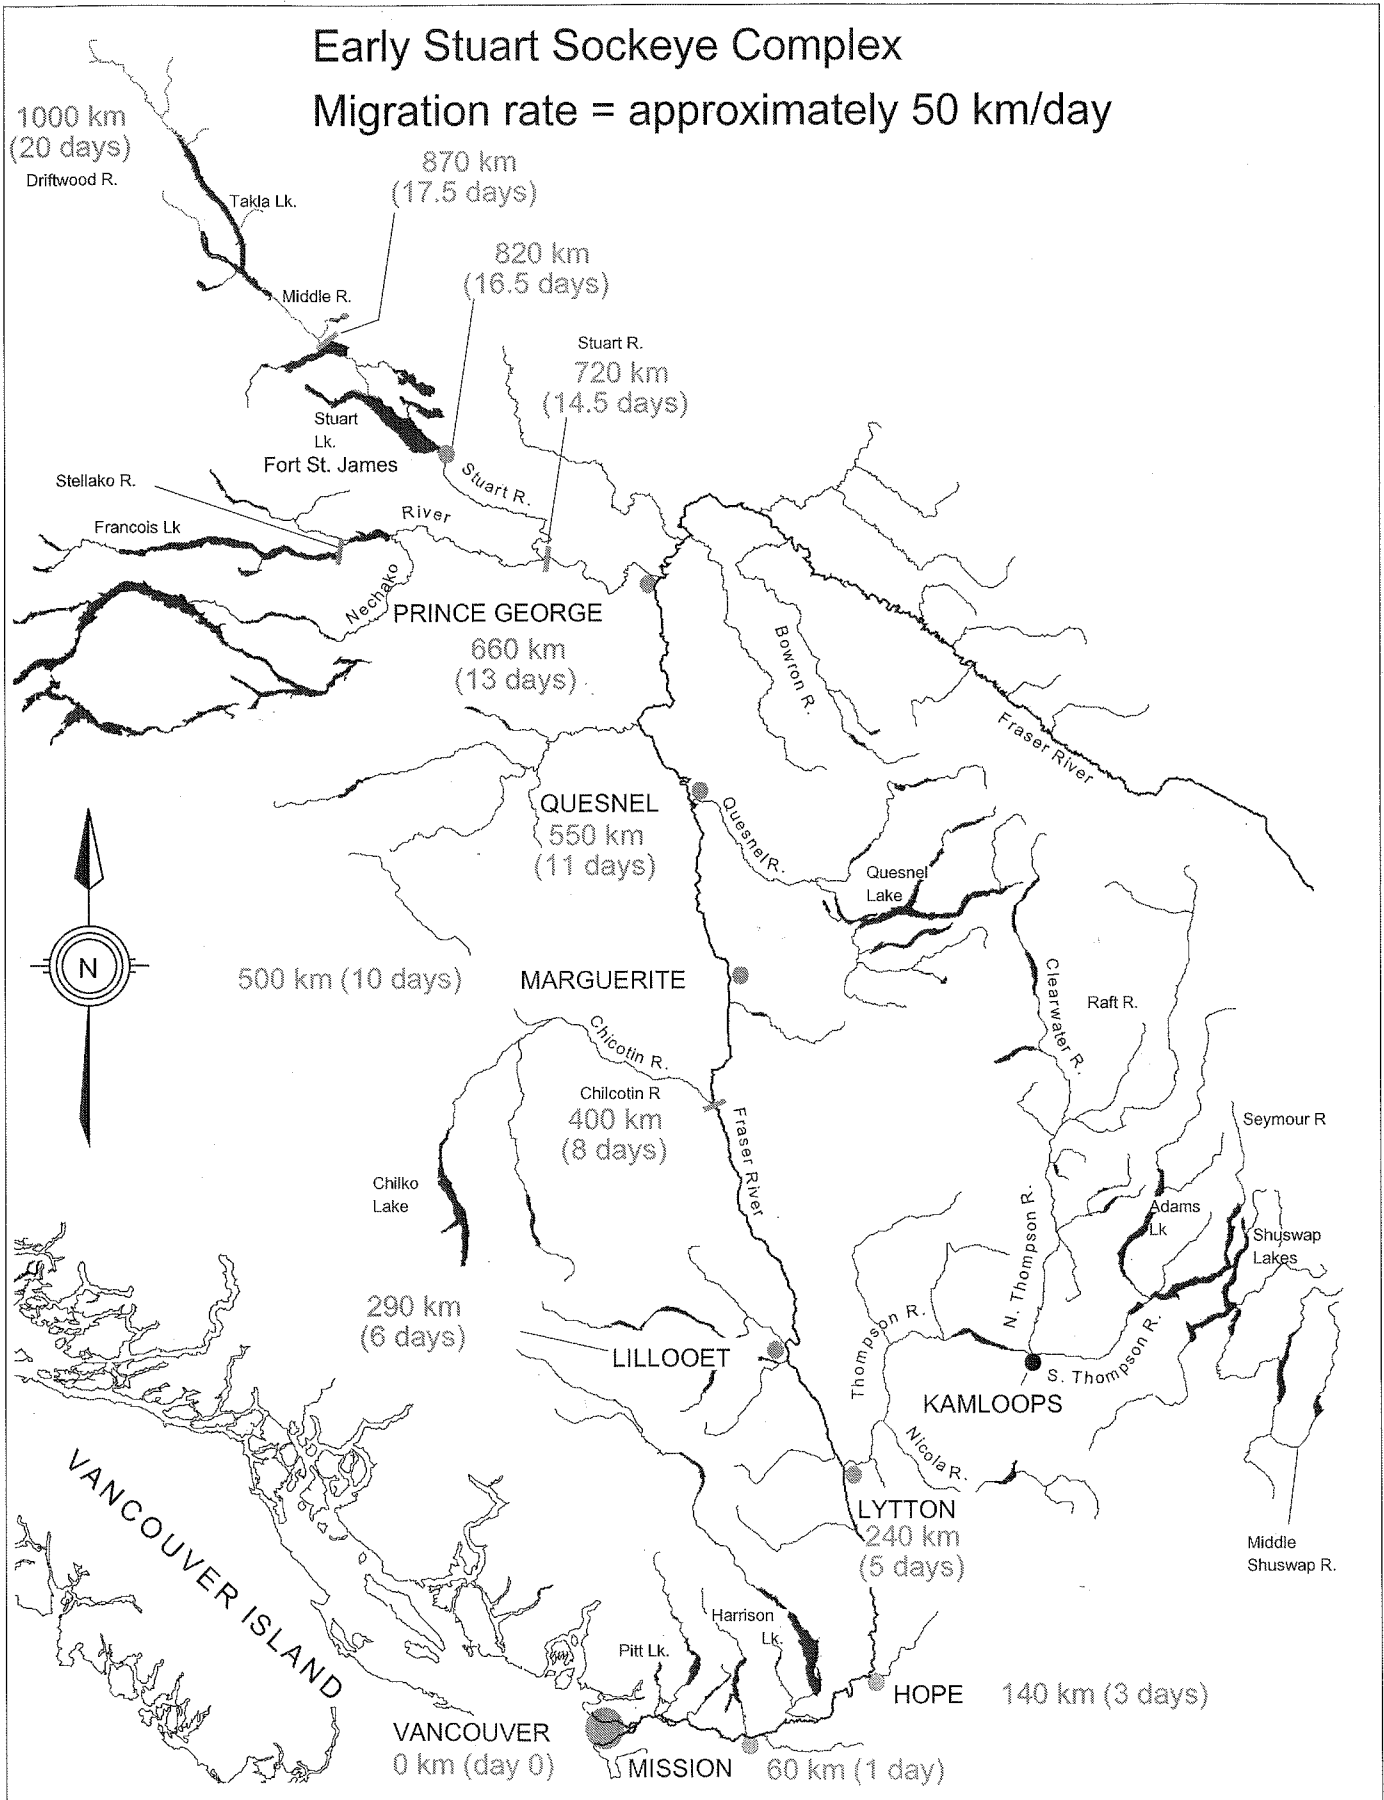 Early Stuart Sockeye Complex
Migration rate = approximately 50 km/day
1000 km
(20 days)
Driftwood R.
870 km
(17.5 days)
Takla Lk.
820 km
(16.5 days)
Middle R.
Stuart R.
720 km
(14.5 days)
Stuart
Lk.
Fort St. James
Stuart R.
Stellako R.
River
Francois Lk
Nechako
PRINCE GEORGE
660 km
(13 days)
Bowron R.
Fraser River
QUESNEL
550 km
(11 days)
Quesnel R.
Quesnel
Lake
N
500 km (10 days)
MARGUERITE
Clearwater R.
Raft R.
Chicotin R.
Chilcotin R
400 km
(8 days)
Fraser River
Seymour R
Chilko
Lake
Adams
Lk
Shuswap
Lakes
N. Thompson R.
290 km
(6 days)
LILLOOET
Thompson R.
S. Thompson R.
KAMLOOPS
Nicola R.
LYTTON
240 km
(5 days)
Middle
Shuswap R.
VANCOUVER ISLAND
Harrison
Lk.
Pitt Lk.
HOPE
140 km (3 days)
VANCOUVER
0 km (day 0)
MISSION
60 km (1 day)